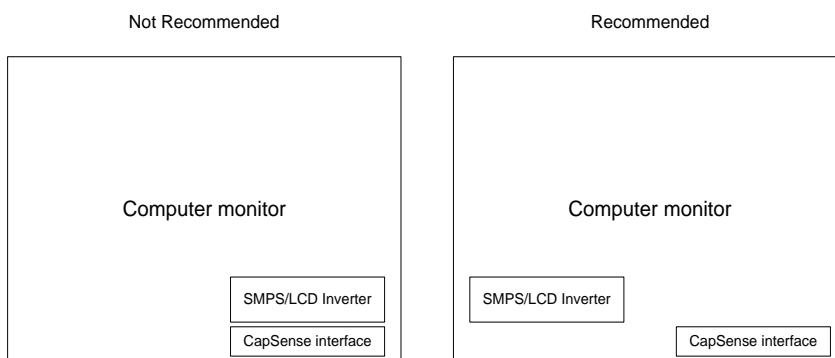 Not Recommended
Recommended
Computer monitor
Computer monitor
SMPS/LCD Inverter
SMPS/LCD Inverter
CapSense interface
CapSense interface